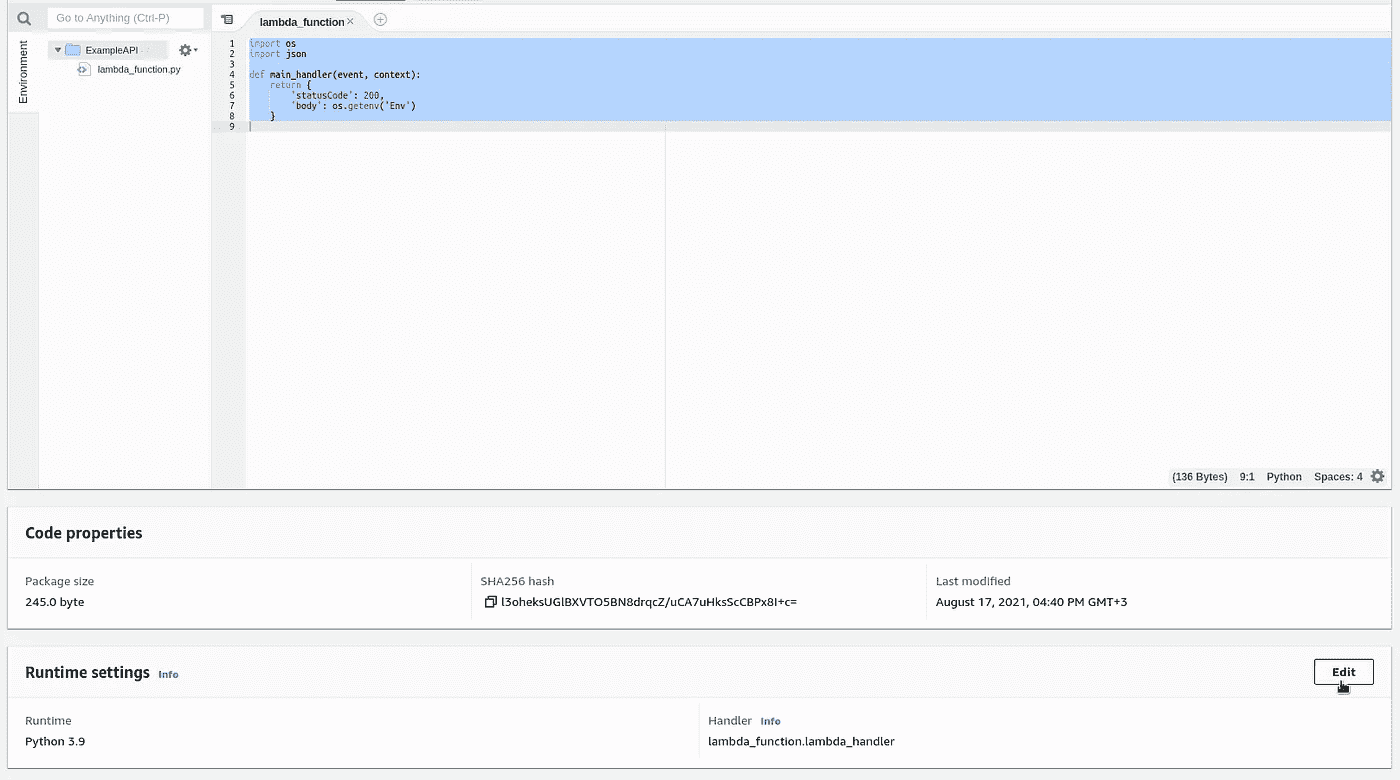 Go to Anything (Ctrl-P)
lambda_function
Environment
ExampleAPI
lambda_function.py
1 import os
2 import json
3
4 def main_handler(event, context):
5     return {
6         'statusCode': 200,
7         'body': os.getenv('Env')
8     }
9
(136 Bytes) 9:1 Python Spaces: 4
Code properties
Package size SHA256 hash Last modified
245.0 byte l3oheksUGlBXVTO5BN8drqcZ/uCA7uHksScCBPx8I+c= August 17, 2021, 04:40 PM GMT+3
Runtime settings Info Edit
Runtime Handler Info
Python 3.9 lambda_function.lambda_handler